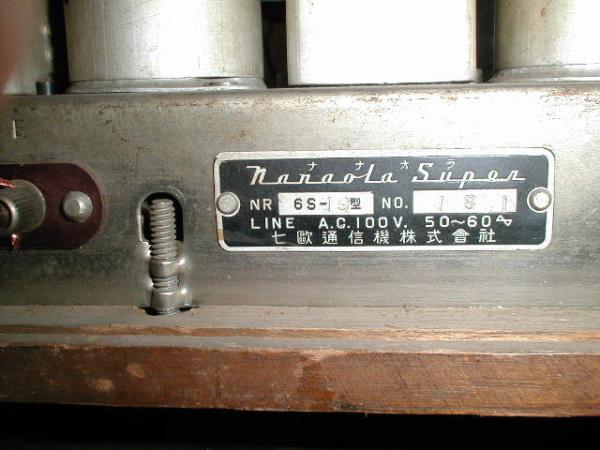 E
ナナオラ
Nanaola Super
NR 6S-19型 NO. 181
LINE A.C. 100V. 50~60∿
七歐通信機株式會社